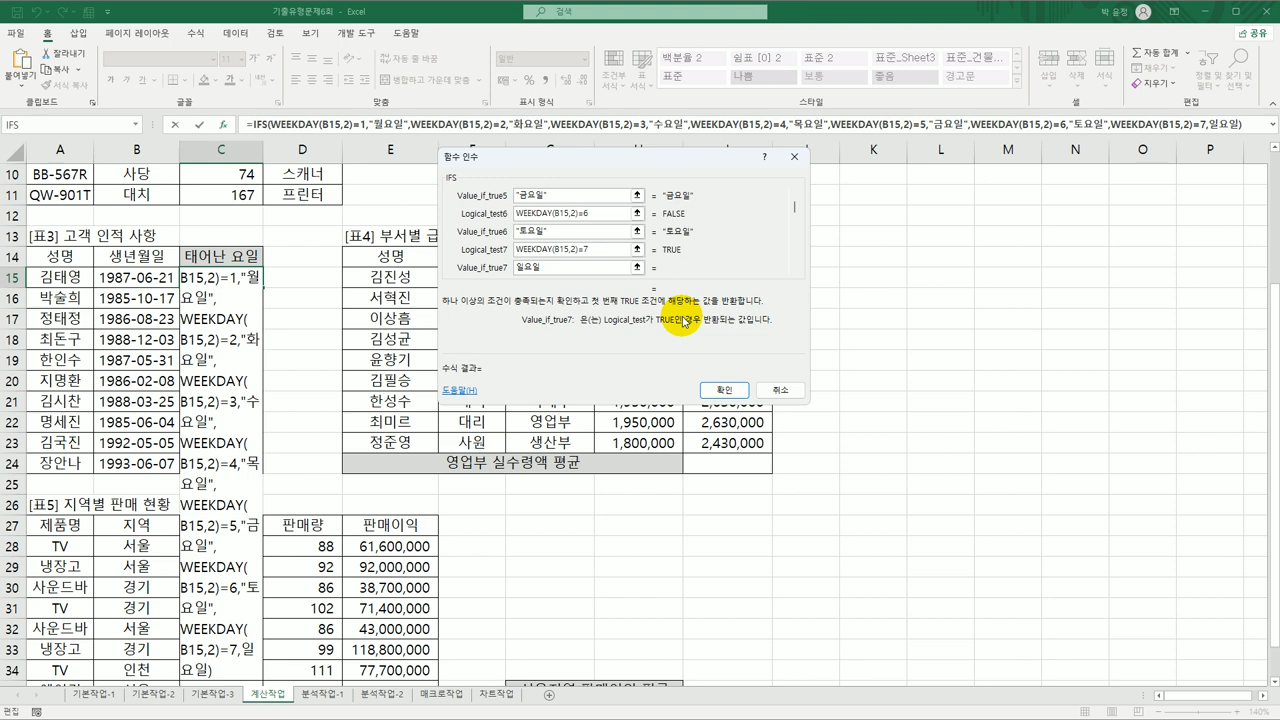 기출유형문제6회 - Excel
검색
박 윤정
파일 홈 삽입 페이지 레이아웃 수식 데이터 검토 보기 개발 도구 도움말
공유
붙여넣기 잘라내기 복사 서식 복사
11 가 가 가
텍스트 줄 바꿈
병합하고 가운데 맞춤
일반
조건부 서식 표 서식
백분율 2 쉼표 [0] 2 표준 2 표준_Sheet3 표준_건물...
표준 나쁨 보통 좋음 경고문
삽입 삭제 서식
자동 합계 채우기 지우기
정렬 및 필터 찾기 및 선택
클립보드 글꼴 맞춤 표시 형식 스타일 셀 편집
IFS
=IFS(WEEKDAY(B15,2)=1,"월요일",WEEKDAY(B15,2)=2,"화요일",WEEKDAY(B15,2)=3,"수요일",WEEKDAY(B15,2)=4,"목요일",WEEKDAY(B15,2)=5,"금요일",WEEKDAY(B15,2)=6,"토요일",WEEKDAY(B15,2)=7,일요일)
A B C D E K L M N O P
10 BB-567R 사당 74 스캐너
11 QW-901T 대치 167 프린터
12
13 [표3] 고객 인적 사항 [표4] 부서별 급
14 성명 생년월일 태어난 요일 성명
15 김태영 1987-06-21 B15,2)=1,"월 김진성
16 박술희 1985-10-17 요일", 서혁진
17 정태정 1986-08-23 WEEKDAY( 이상흠
18 최돈구 1988-12-03 B15,2)=2,"화 김성균
19 한인수 1987-05-31 요일", 윤향기
20 지명환 1986-02-08 WEEKDAY( 김필승
21 김시찬 1988-03-25 B15,2)=3,"수 한성수
22 명세진 1985-06-04 요일", 최미르 대리 영업부 1,950,000 2,630,000
23 김국진 1992-05-05 WEEKDAY( 정준영 사원 생산부 1,800,000 2,430,000
24 장안나 1993-06-07 B15,2)=4,"목 영업부 실수령액 평균
25 요일",
26 [표5] 지역별 판매 현황 WEEKDAY(
27 제품명 지역 B15,2)=5,"금 판매량 판매이익
28 TV 서울 요일", 88 61,600,000
29 냉장고 서울 WEEKDAY( 92 92,000,000
30 사운드바 경기 B15,2)=6,"토 86 38,700,000
31 TV 경기 요일", 102 71,400,000
32 사운드바 서울 WEEKDAY( 86 43,000,000
33 냉장고 경기 B15,2)=7,일 99 118,800,000
34 TV 인천 요일) 111 77,700,000
함수 인수
?
IFS
Value_if_true5 "금요일" = "금요일"
Logical_test6 WEEKDAY(B15,2)=6 = FALSE
Value_if_true6 "토요일" = "토요일"
Logical_test7 WEEKDAY(B15,2)=7 = TRUE
Value_if_true7 일요일 =
=
하나 이상의 조건이 충족되는지 확인하고 첫 번째 TRUE 조건에 해당하는 값을 반환합니다.
Value_if_true7: 은(는) Logical_test가 TRUE인 경우 반환되는 값입니다.
수식 결과=
도움말(H)
확인 취소
기본작업-1 기본작업-2 기본작업-3 계산작업 분석작업-1 분석작업-2 매크로작업 차트작업
편집
140%